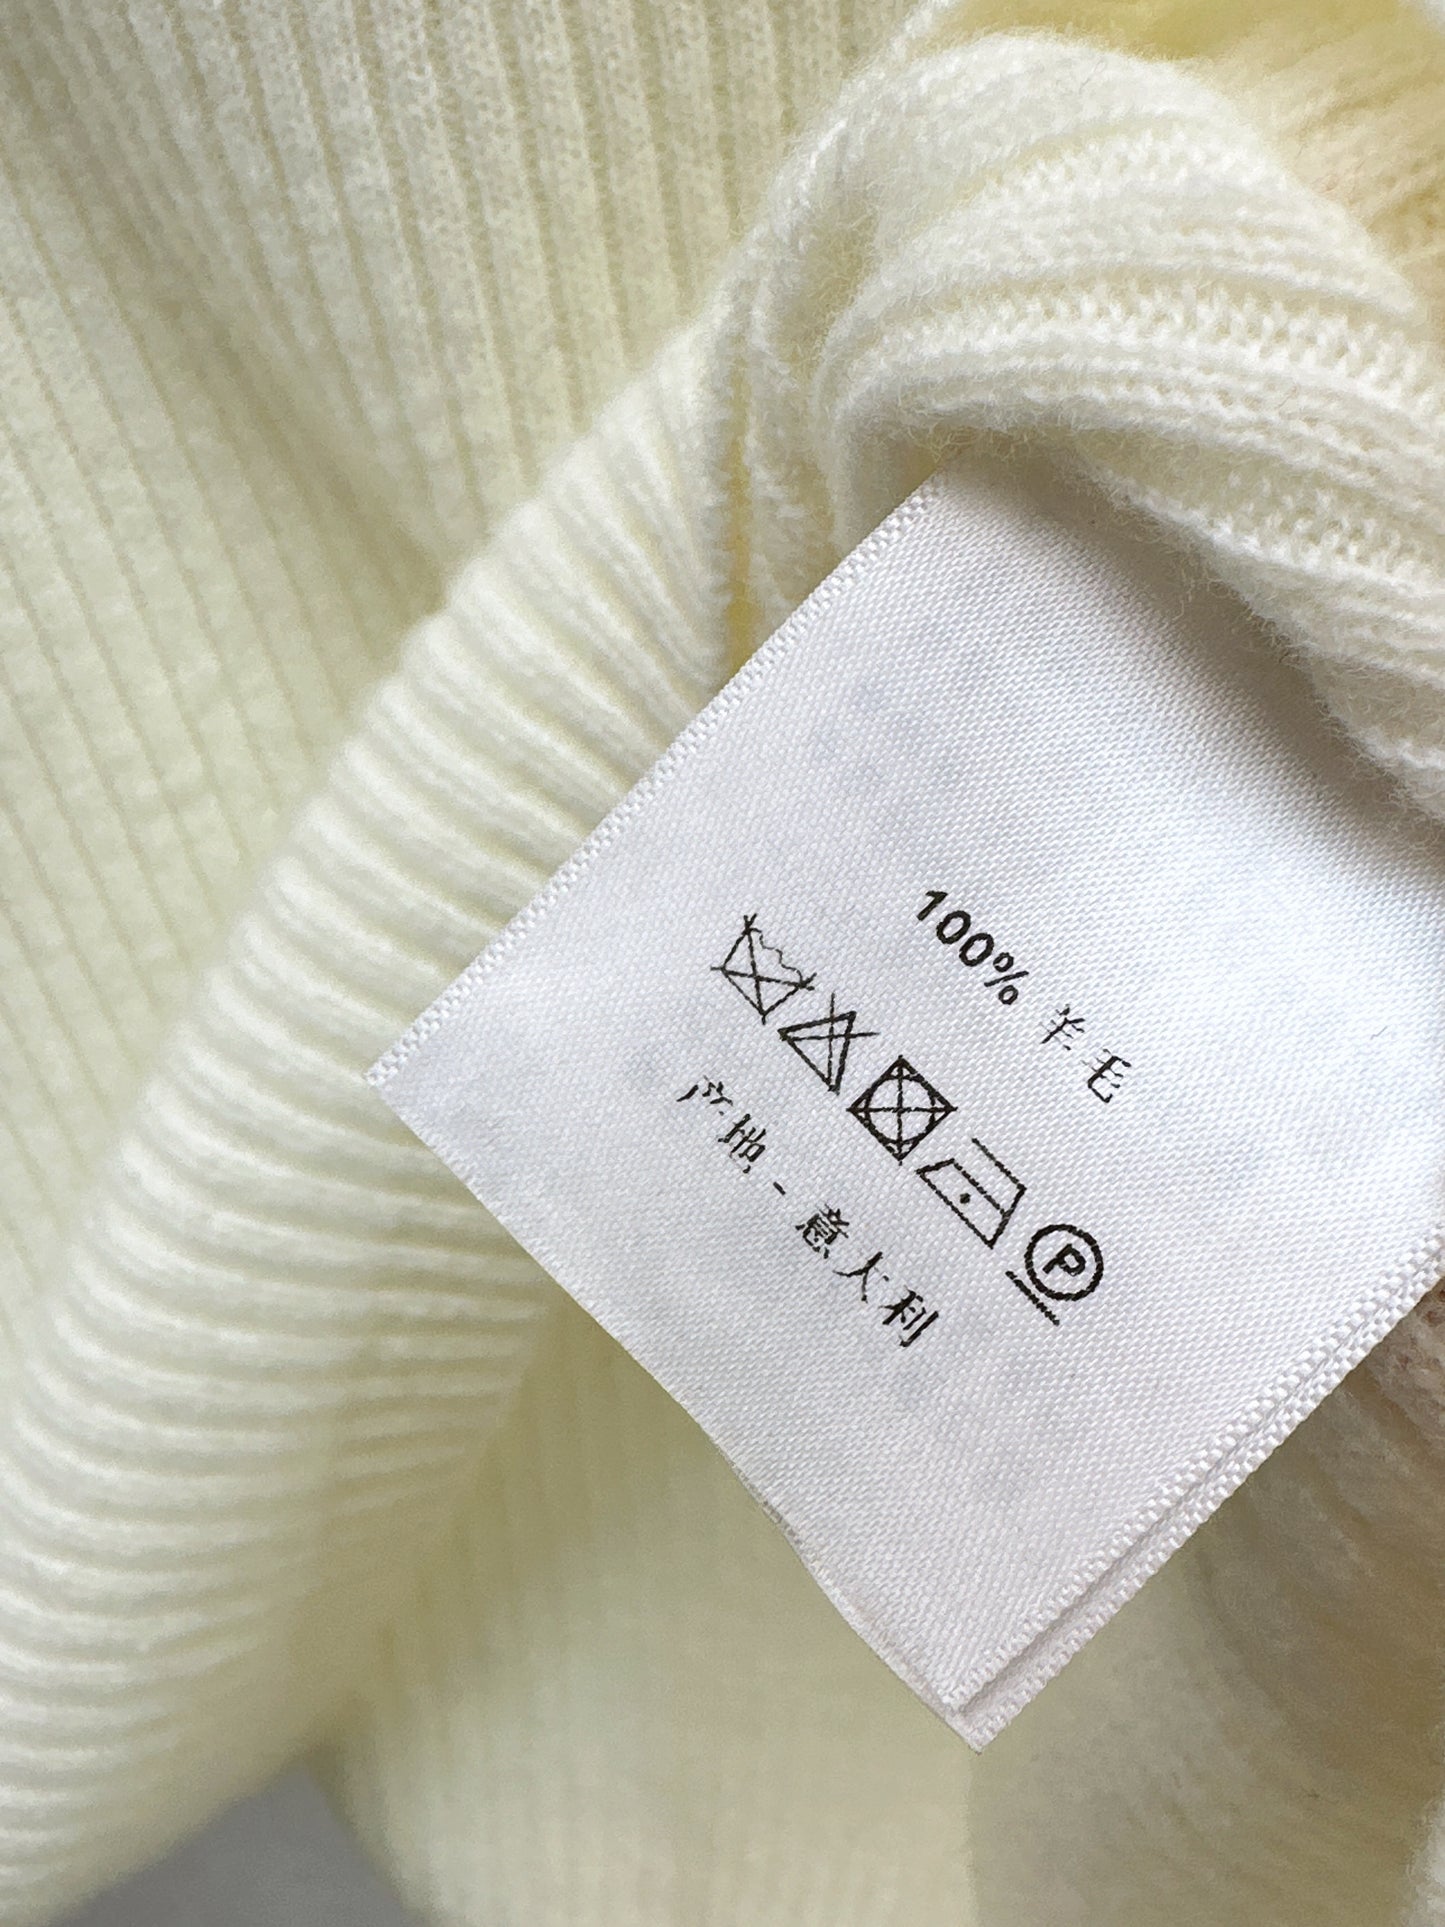 100% 羊毛
P
产地 - 意大利